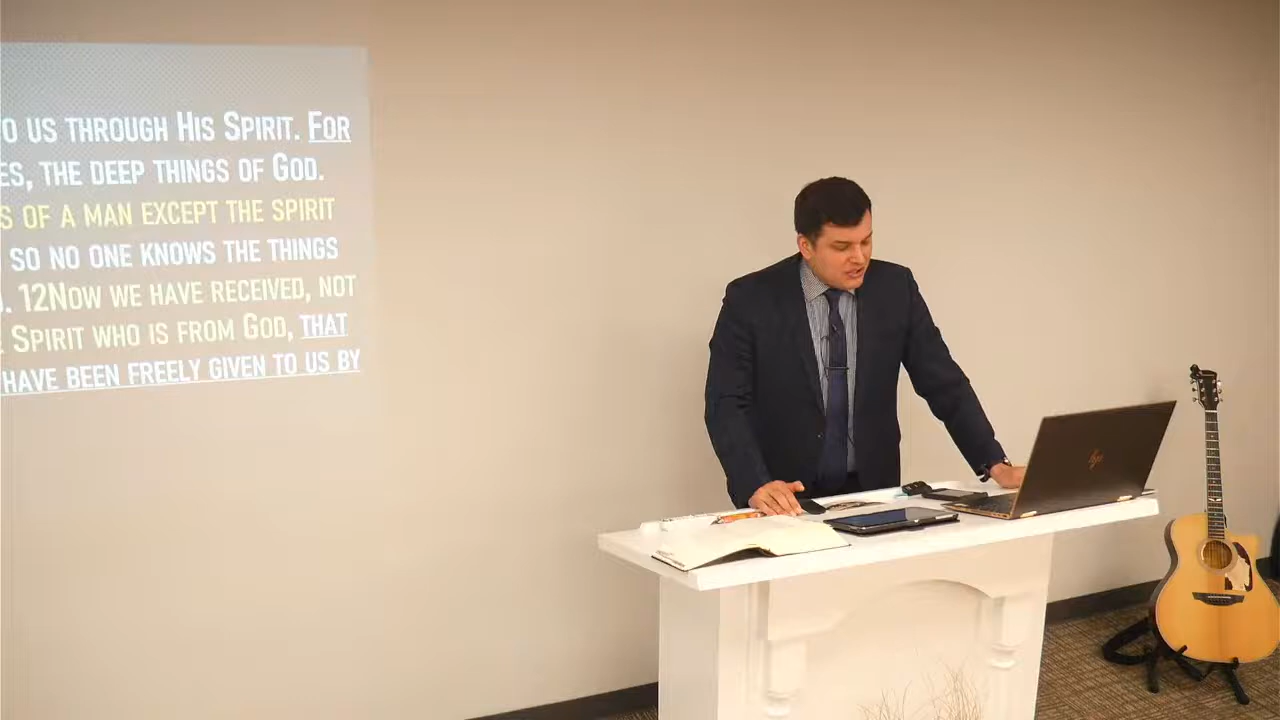 O US THROUGH HIS SPIRIT. FOR
ES, THE DEEP THINGS OF GOD.
S OF A MAN EXCEPT THE SPIRIT
SO NO ONE KNOWS THE THINGS
. 12NOW WE HAVE RECEIVED, NOT
SPIRIT WHO IS FROM GOD, THAT
HAVE BEEN FREELY GIVEN TO US BY
hp